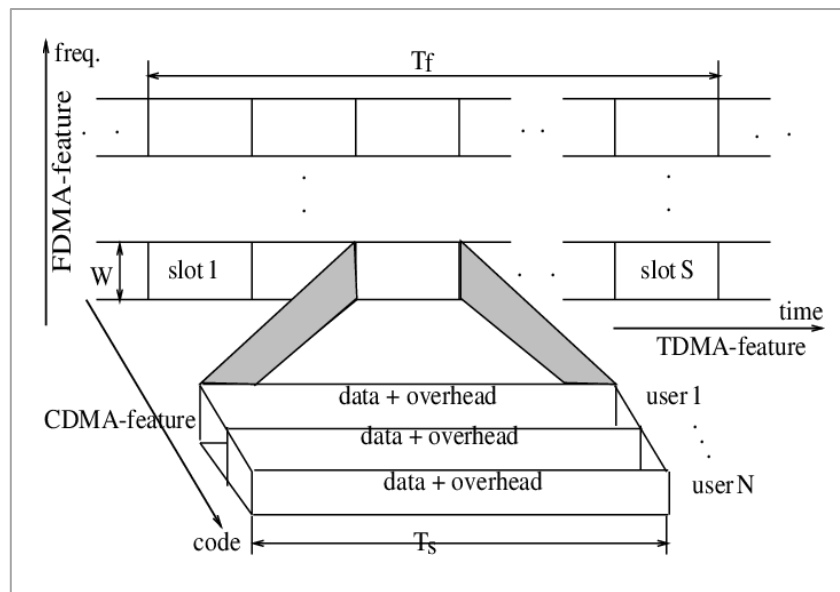 freq.
Tf
FDMA-feature
W
slot 1
slot S
time
TDMA-feature
CDMA-feature
data + overhead
user 1
data + overhead
data + overhead
user N
code
Ts